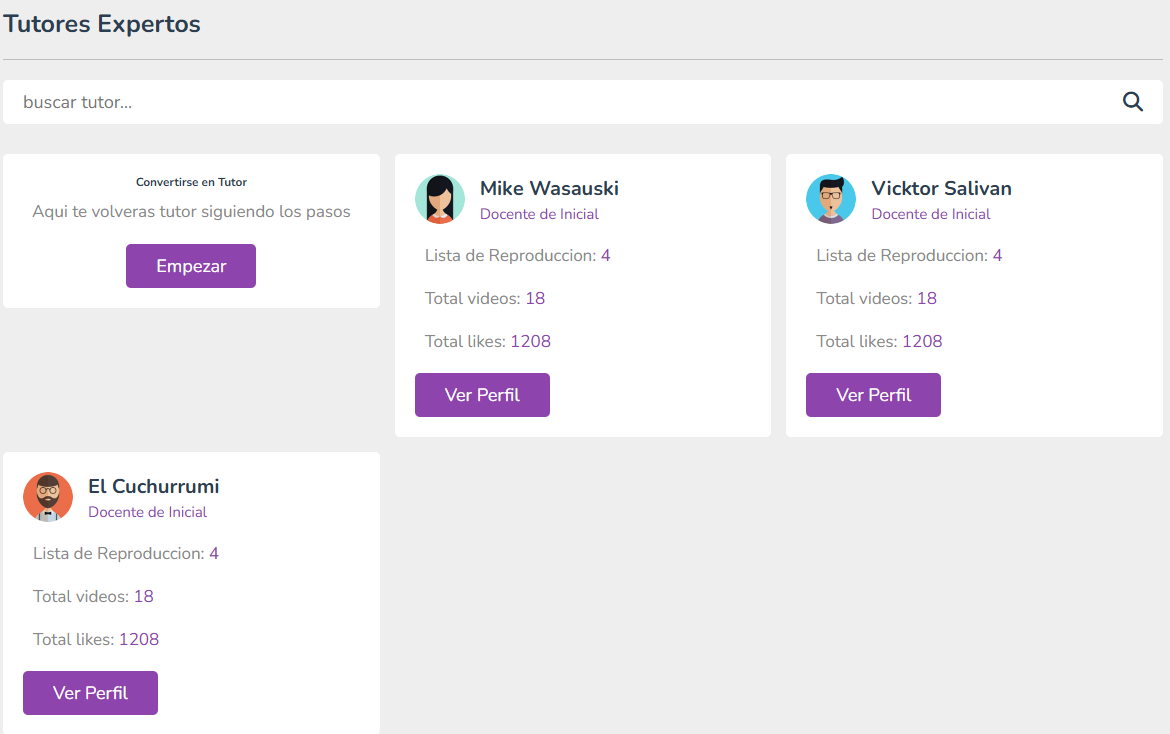 Tutores Expertos
buscar tutor...
Convertirse en Tutor
Aqui te volveras tutor siguiendo los pasos
Empezar
Mike Wasauski
Docente de Inicial
Lista de Reproduccion: 4
Total videos: 18
Total likes: 1208
Ver Perfil
Vicktor Salivan
Docente de Inicial
Lista de Reproduccion: 4
Total videos: 18
Total likes: 1208
Ver Perfil
El Cuchurrumi
Docente de Inicial
Lista de Reproduccion: 4
Total videos: 18
Total likes: 1208
Ver Perfil